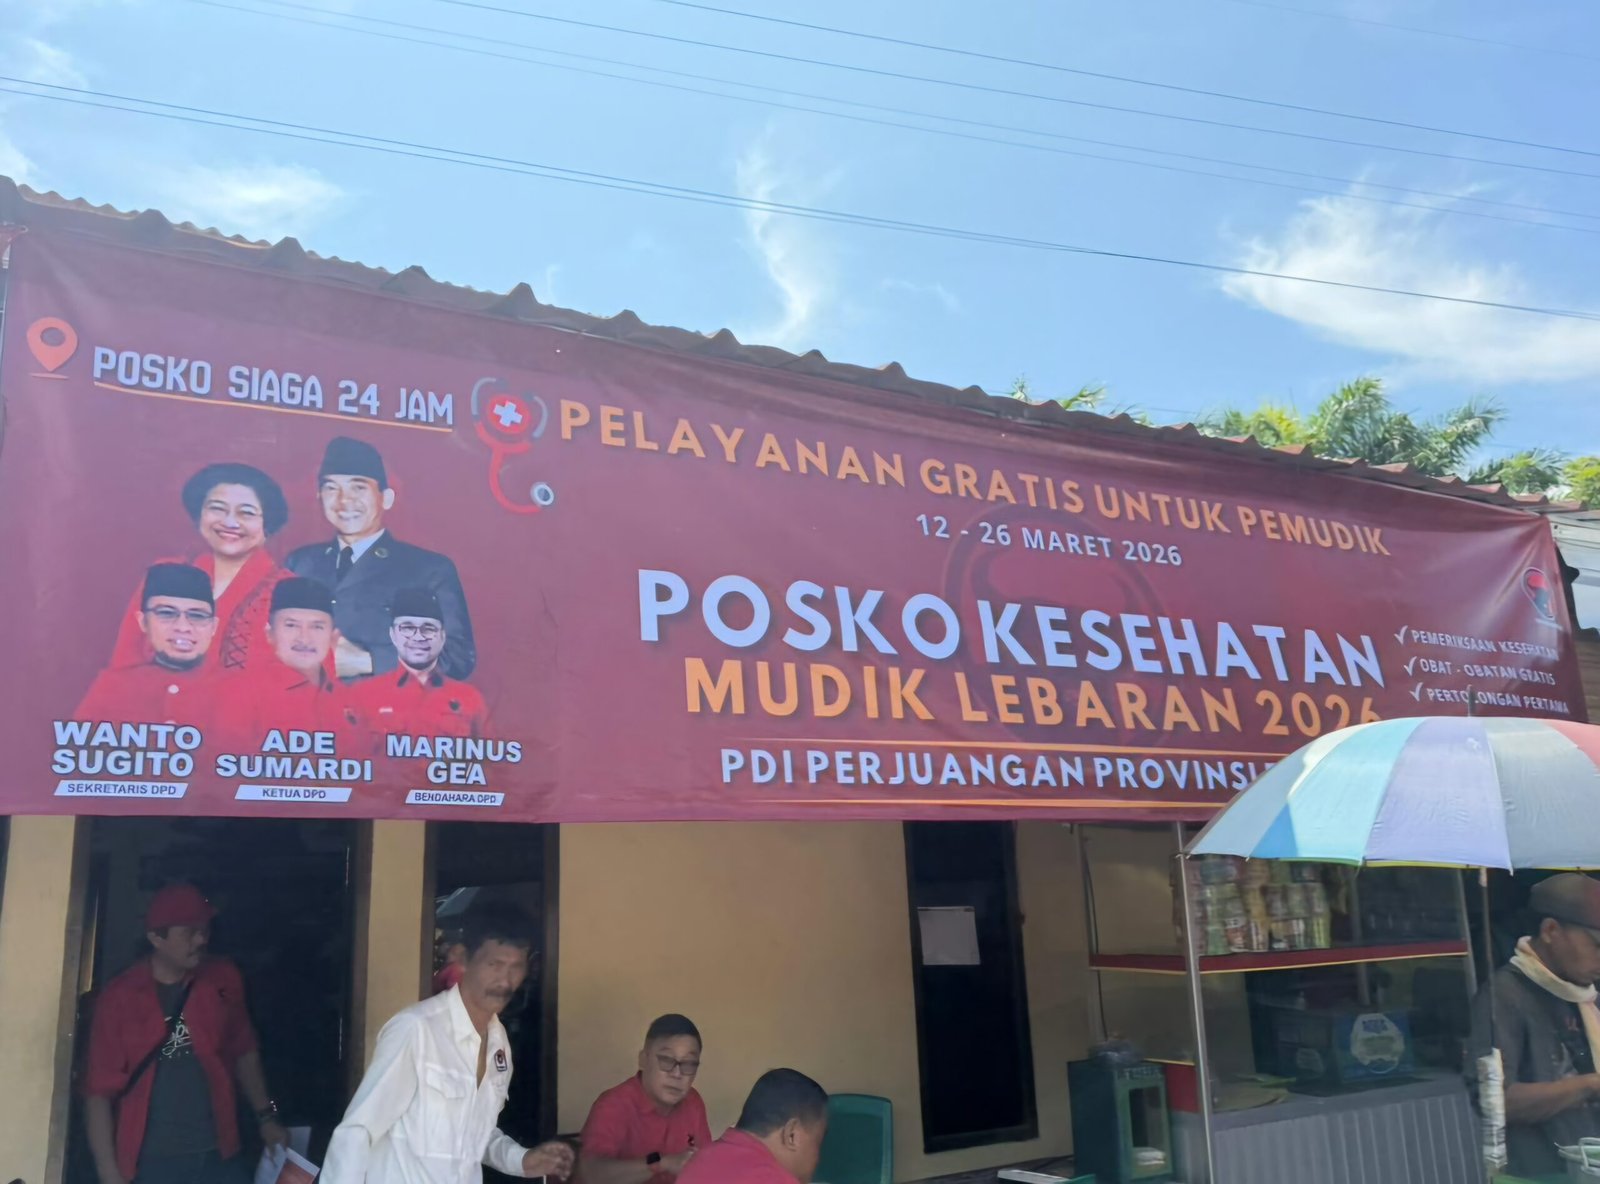 POSKO SIAGA 24 JAM
PELAYANAN GRATIS UNTUK PEMUDIK
12 - 26 MARET 2026
POSKO KESEHATAN
MUDIK LEBARAN 2026
PDI PERJUANGAN PROVINSI
PEMERIKSAAN KESEHATAN
OBAT - OBATAN GRATIS
PERTOLONGAN PERTAMA
WANTO
SUGITO
SEKRETARIS DPD
ADE
SUMARDI
KETUA DPD
MARINUS
GEA
BENDAHARA DPD